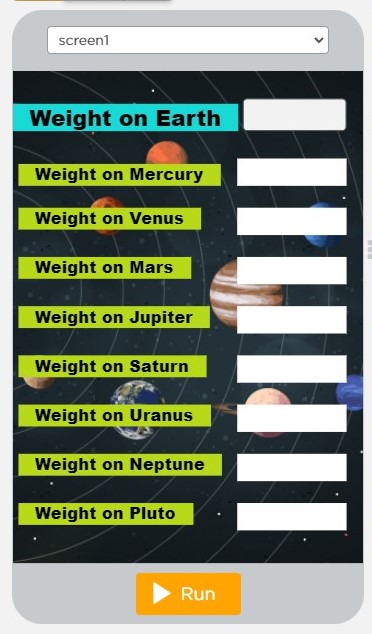 screen1
Weight on Earth
Weight on Mercury
Weight on Venus
Weight on Mars
Weight on Jupiter
Weight on Saturn
Weight on Uranus
Weight on Neptune
Weight on Pluto
Run